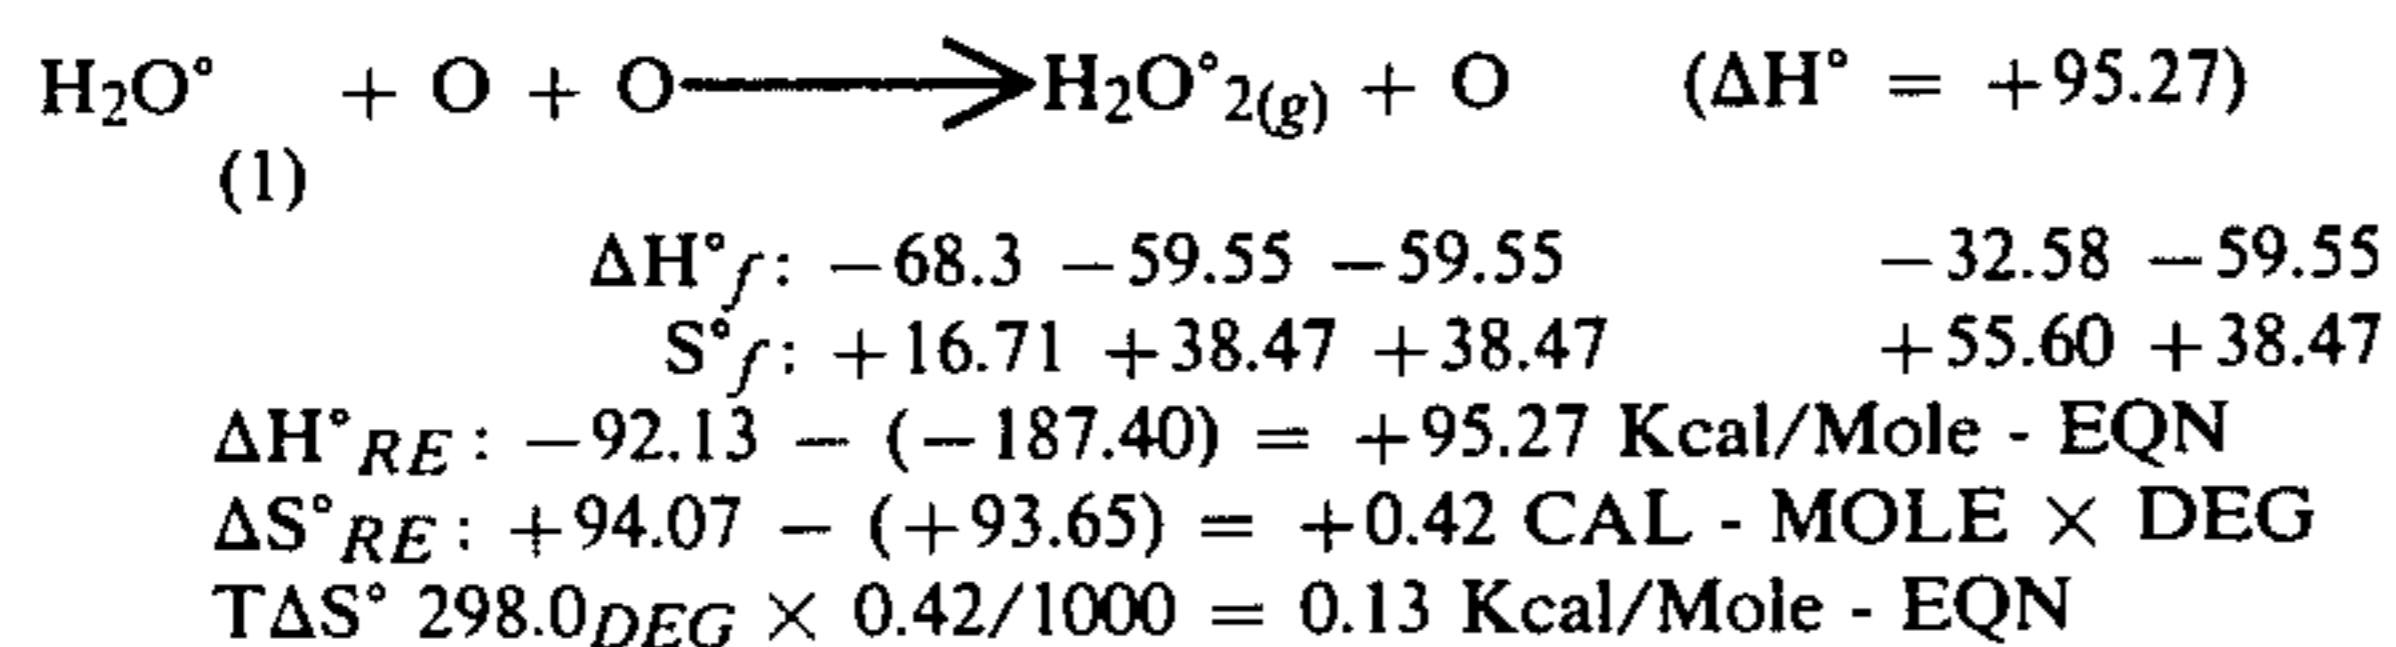 H₂O° + O + O⟶H₂O°₂₍g₎ + O (ΔH° = +95.27)
(1)
ΔH°f: −68.3 −59.55 −59.55 −32.58 −59.55
S°f: +16.71 +38.47 +38.47 +55.60 +38.47
ΔH°RE: −92.13 − (−187.40) = +95.27 Kcal/Mole - EQN
ΔS°RE: +94.07 − (+93.65) = +0.42 CAL - MOLE × DEG
TΔS° 298.0DEG × 0.42/1000 = 0.13 Kcal/Mole - EQN